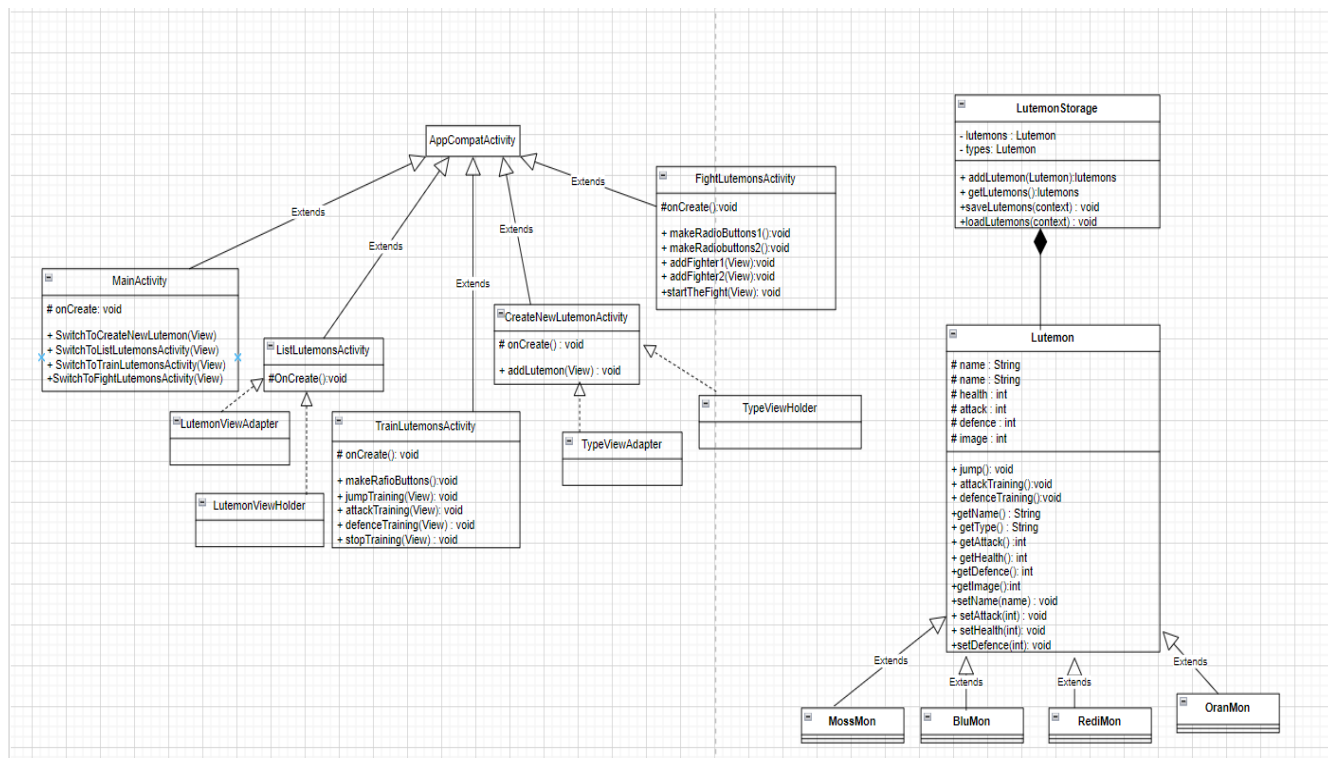 AppCompatActivity
Extends
Extends
Extends
Extends
Extends
MainActivity
# onCreate: void
+ SwitchToCreateNewLutemon(View)
+ SwitchToListLutemonsActivity(View)
+ SwitchToTrainLutemonsActivity(View)
+SwitchToFightLutemonsActivity(View)
ListLutemonsActivity
#OnCreate():void
LutemonViewAdapter
LutemonViewHolder
TrainLutemonsActivity
# onCreate(): void
+ makeRafioButtons():void
+ jumpTraining(View): void
+ attackTraining(View): void
+ defenceTraining(View) : void
+ stopTraining(View) : void
CreateNewLutemonActivity
# onCreate() : void
+ addLutemon(View) : void
TypeViewAdapter
TypeViewHolder
FightLutemonsActivity
#onCreate():void
+ makeRadioButtons1():void
+ makeRadiobuttons2():void
+ addFighter1(View):void
+ addFighter2(View):void
+startTheFight(View): void
LutemonStorage
- lutemons : Lutemon
- types: Lutemon
+ addLutemon(Lutemon):lutemons
+ getLutemons():lutemons
+saveLutemons(context) : void
+loadLutemons(context) : void
Lutemon
# name : String
# name : String
# health : int
# attack : int
# defence : int
# image : int
+ jump(): void
+ attackTraining():void
+ defenceTraining():void
+getName() : String
+ getType() : String
+ getAttack() :int
+ getHealth(): int
+getDefence(): int
+getImage():int
+setName(name) : void
+ setAttack(int) : void
+ setHealth(int): void
+setDefence(int): void
Extends
Extends
Extends
Extends
MossMon
BluMon
RediMon
OranMon